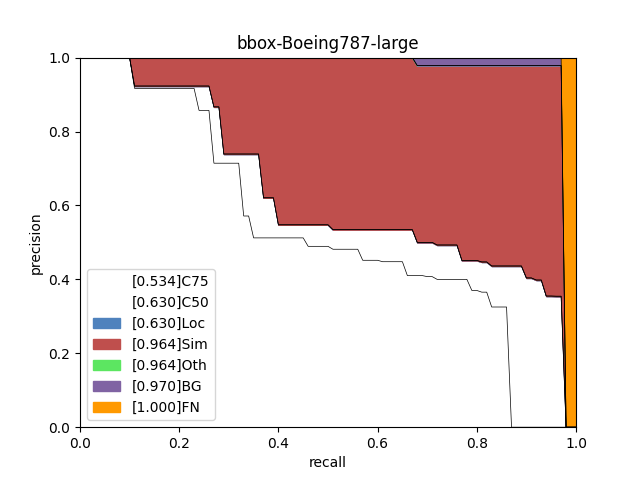 bbox-Boeing787-large
1.0
0.8
0.6
0.4
0.2
0.0
precision
[0.534]C75
[0.630]C50
[0.630]Loc
[0.964]Sim
[0.964]Oth
[0.970]BG
[1.000]FN
0.0 0.2 0.4 0.6 0.8 1.0
recall